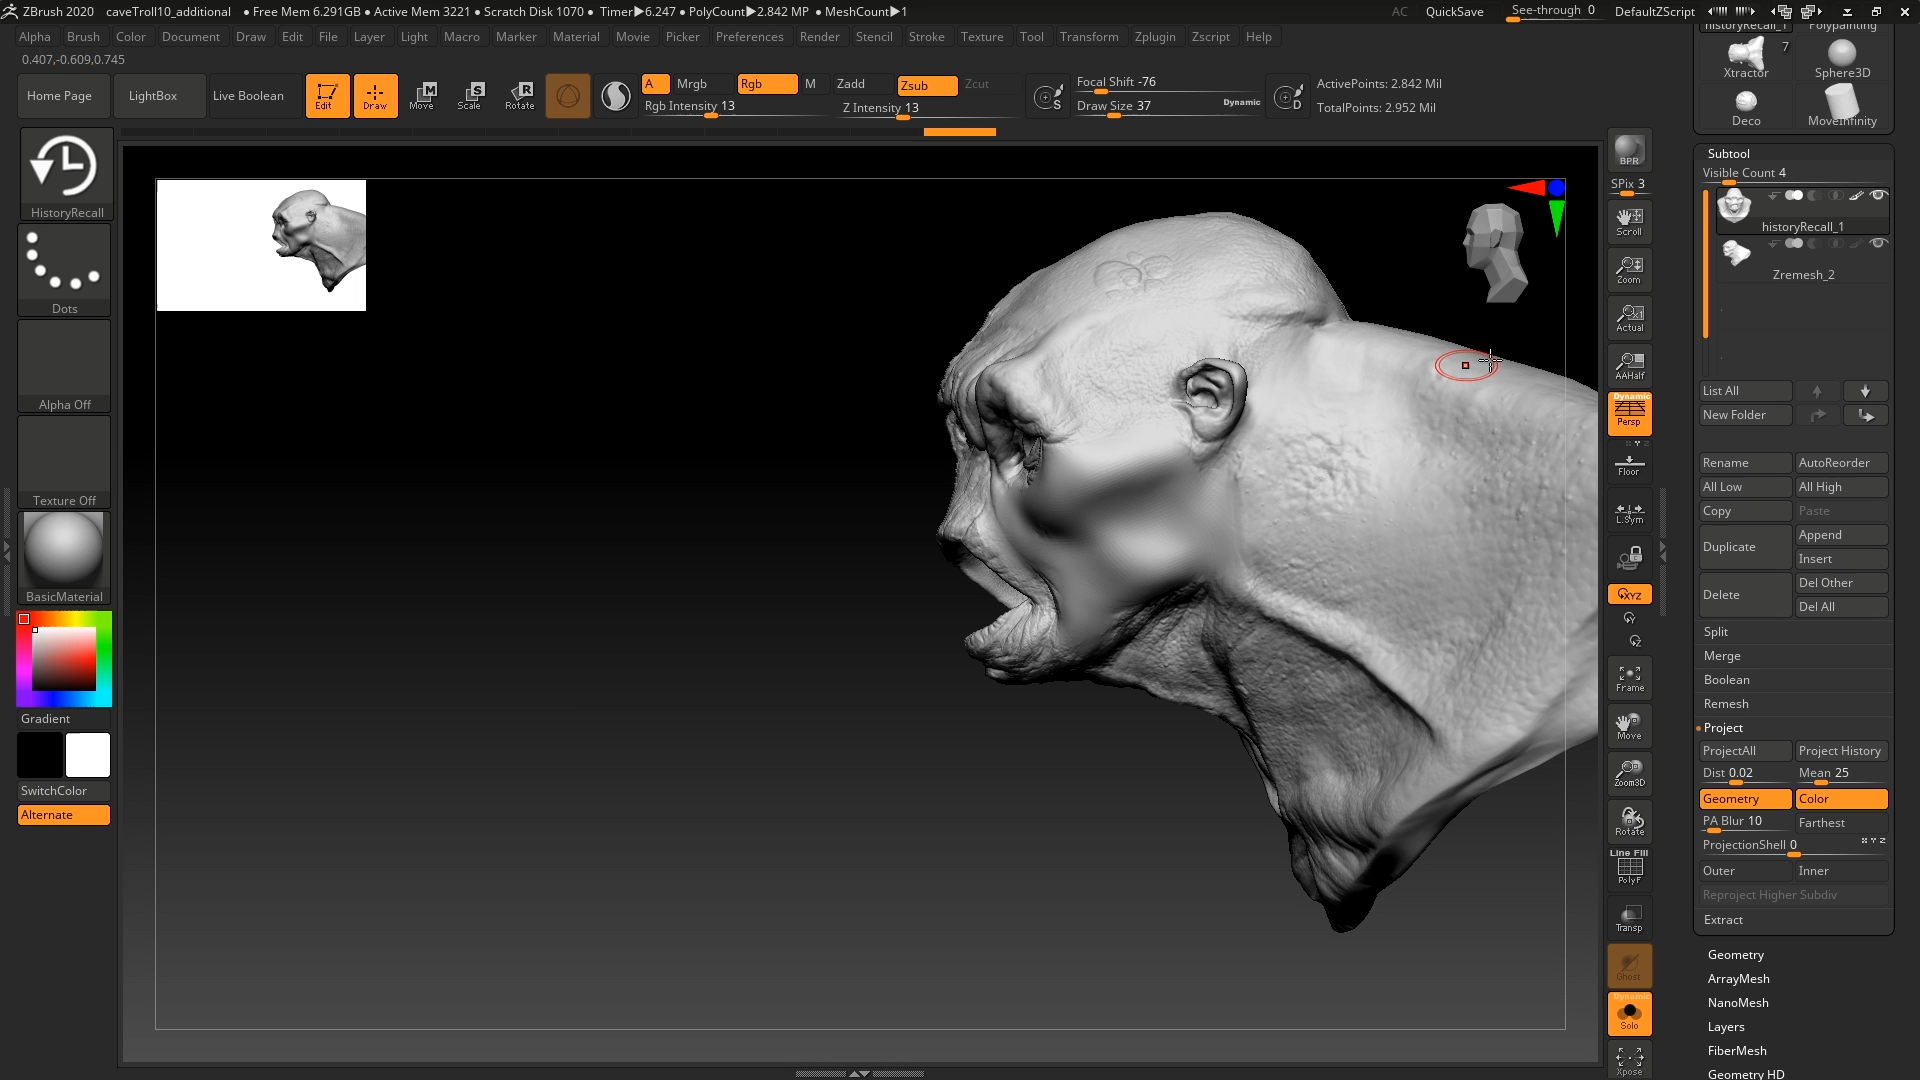 ZBrush 2020 caveTroll10_additional • Free Mem 6.291GB • Active Mem 3221 • Scratch Disk 1070 • Timer▶6.247 • PolyCount▶2.842 MP • MeshCount▶1 AC QuickSave See-through 0 DefaultZScript
Alpha Brush Color Document Draw Edit File Layer Light Macro Marker Material Movie Picker Preferences Render Stencil Stroke Texture Tool Transform Zplugin Zscript Help
0.407,-0.609,0.745
Home Page LightBox Live Boolean
Edit Draw Move Scale Rotate
A Mrgb Rgb M Zadd Zsub Zcut
Rgb Intensity 13 Z Intensity 13
Focal Shift -76
Draw Size 37 Dynamic
S
D
ActivePoints: 2.842 Mil
TotalPoints: 2.952 Mil
HistoryRecall
Dots
Alpha Off
Texture Off
BasicMaterial
Gradient
SwitchColor
Alternate
BPR
SPix 3
Scroll
Zoom
Actual
AAHalf
Dynamic
Persp
Floor
L.Sym
XYZ
Y
Z
Frame
Move
Zoom3D
Rotate
Line Fill
PolyF
Transp
Ghost
Dynamic
Solo
Xpose
historyRecall_1 Polypainting
7
Xtractor Sphere3D
Deco MoveInfinity
Subtool
Visible Count 4
historyRecall_1
Zremesh_2
List All
New Folder
Rename AutoReorder
All Low All High
Copy Paste
Duplicate Append
Insert
Delete Del Other
Del All
Split
Merge
Boolean
Remesh
Project
ProjectAll Project History
Dist 0.02 Mean 25
Geometry Color
PA Blur 10 Farthest
ProjectionShell 0 X Y Z
Outer Inner
Reproject Higher Subdiv
Extract
Geometry
ArrayMesh
NanoMesh
Layers
FiberMesh
Geometry HD